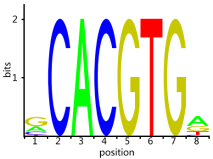 2
bits
1
G A C CACGTG A G T
1 2 3 4 5 6 7 8
position